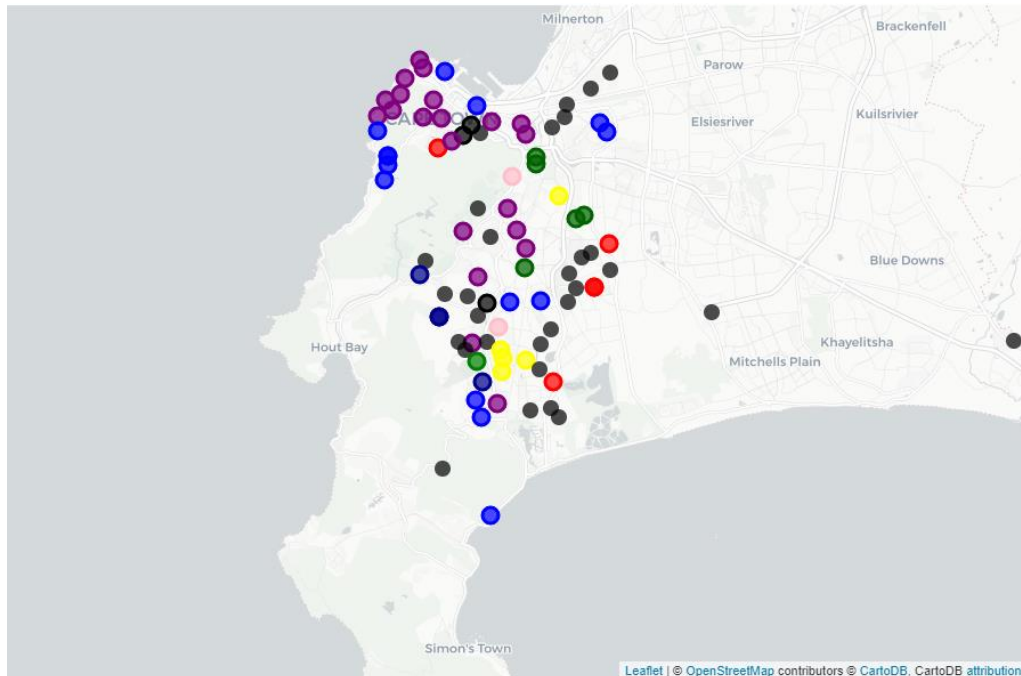 Milnerton
Brackenfell
Parow
Kuilsrivier
Elsiesriver
Blue Downs
Hout Bay
Khayelitsha
Mitchells Plain
Simon's Town
Leaflet | © OpenStreetMap contributors © CartoDB, CartoDB attribution